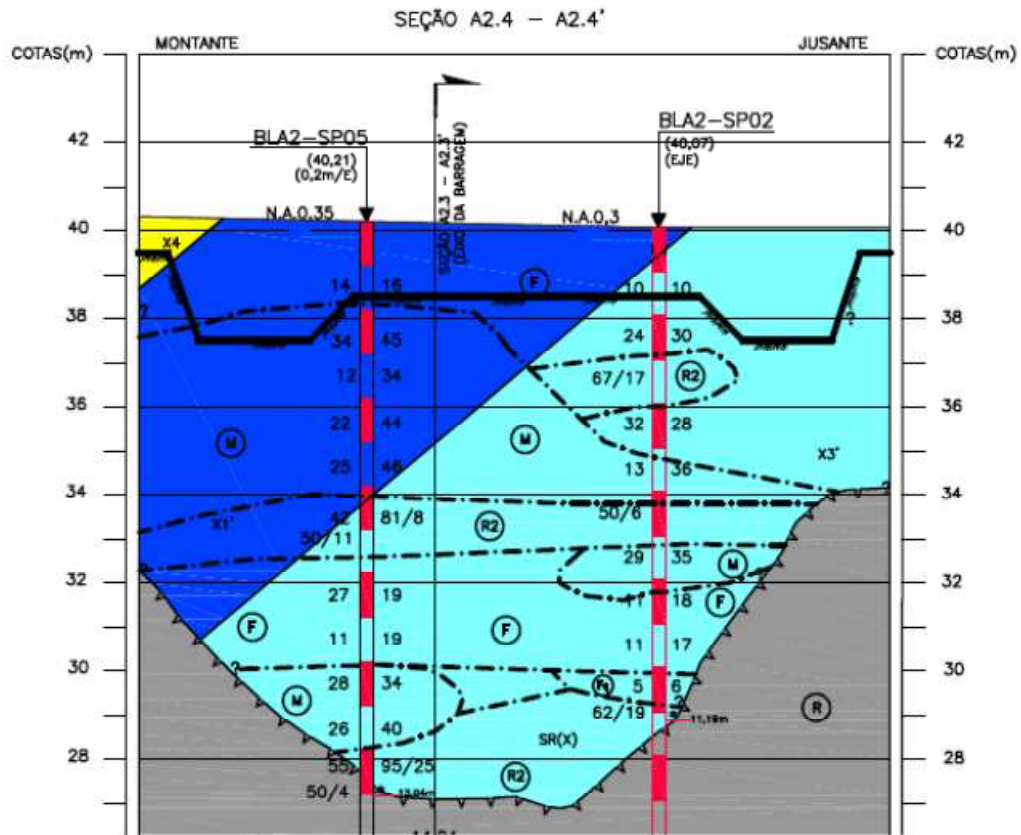 SEÇÃO A2.4 – A2.4'
COTAS(m) MONTANTE JUSANTE COTAS(m)
42 BLA2–SP05 BLA2–SP02 42
(40,21) (40,07)
(0,2m/E) (EJE)
SEÇÃO A2.3 – A2.3'
(EIXO DA BARRAGEM)
N.A.0,35 N.A.0,3
40 40
X4
F
14 16 10 10
38 38
34 45 24 30
12 34 67/17 R2
36 36
22 44 32 28
M M
25 46 13 36 X3'
34 34
X1' 42 81/8 R2 50/6
50/11 29 35 M
32 32
27 19 11 18 F
F F
11 19 11 17
30 30
28 34 5 6
M 62/19 R
11,19m
26 40 SR(X)
28 28
55 95/25 R2
50/4 13,04m